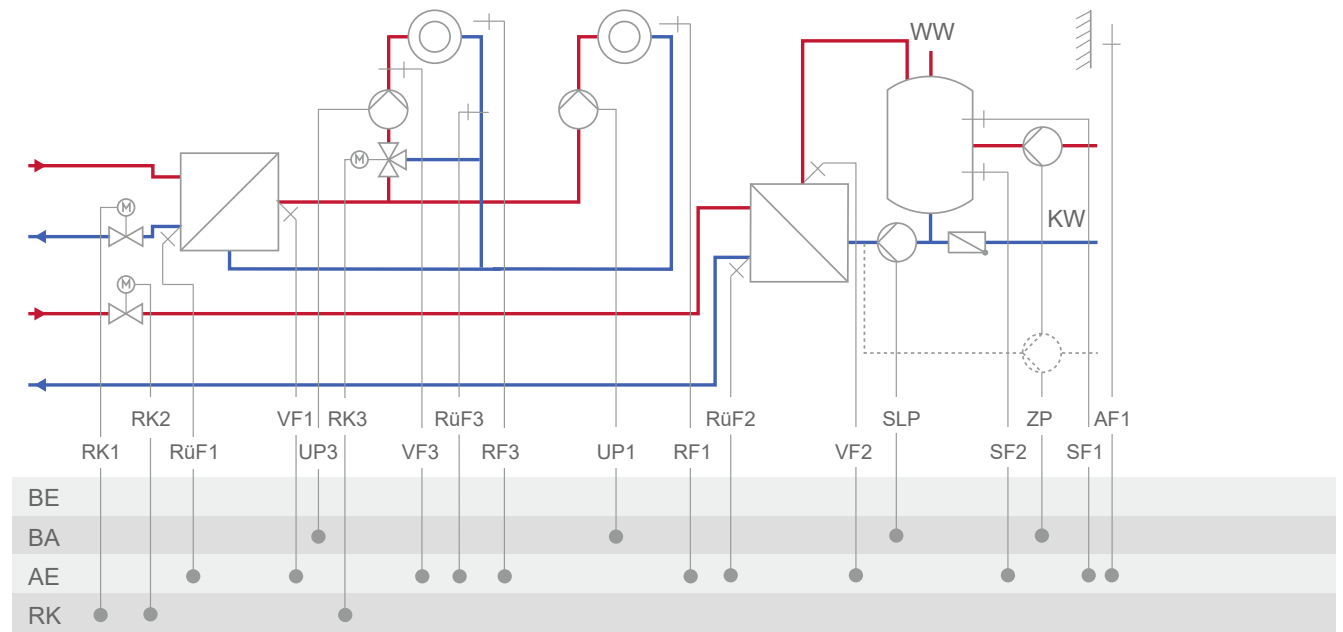 WW
M
M
KW
M
RK2
VF1
RK3
RüF3
RüF2
SLP
ZP
AF1
RK1
RüF1
UP3
VF3
RF3
UP1
RF1
VF2
SF2
SF1
BE
BA
AE
RK